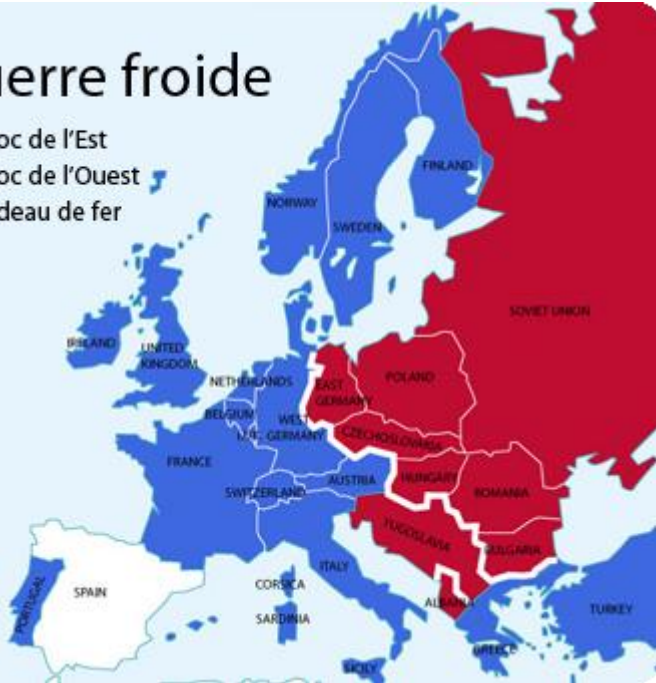 uerre froide
oc de l'Est
oc de l'Ouest
deau de fer
FINLAND
NORWAY
SWEDEN
SOVIET UNION
IRELAND
UNITED
KINGDOM
NETHERLANDS
EAST
GERMANY
POLAND
BELGIUM
WEST
GERMANY
LUX.
CZECHOSLOVAKIA
FRANCE
SWITZERLAND
AUSTRIA
HUNGARY
ROMANIA
YUGOSLAVIA
BULGARIA
ITALY
CORSICA
SPAIN
PORTUGAL
SARDINIA
ALBANIA
TURKEY
GREECE
SICILY